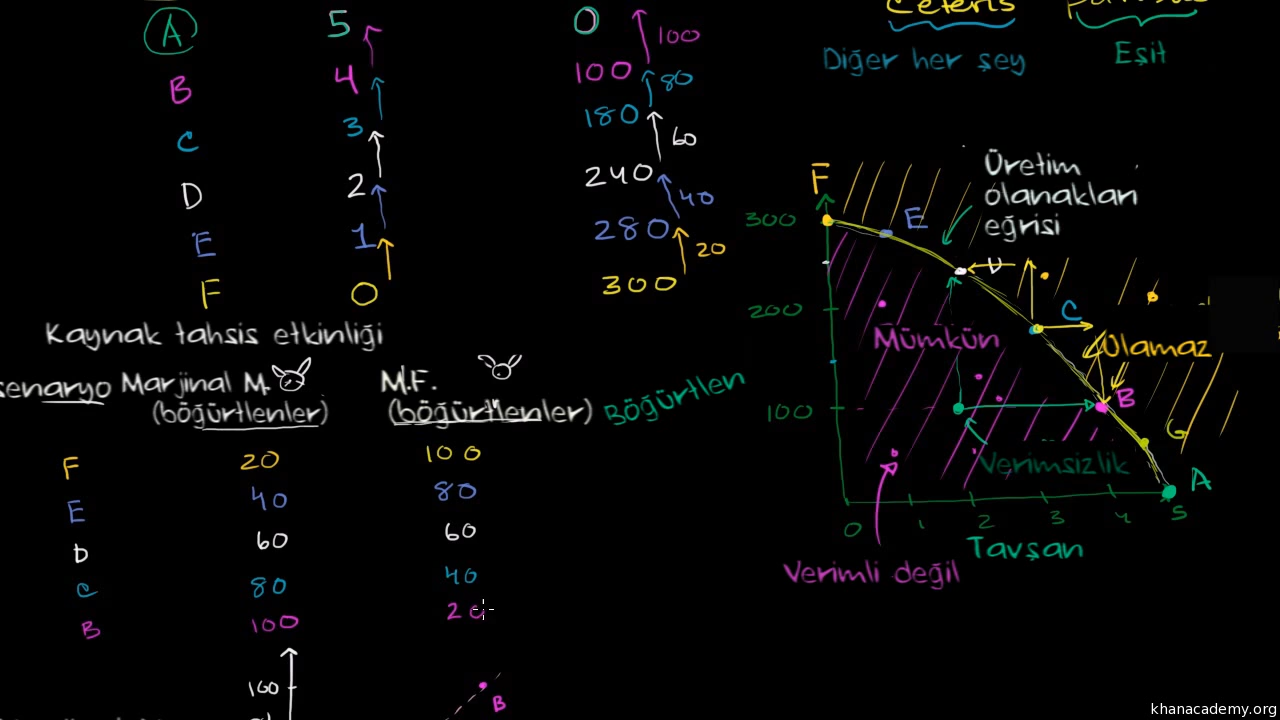 Ceteris
Diğer her şey Eşit
A 5 0
100
B 4 100
80
C 3 180
60
D 2 240
40
E 1 280
20
F 0 300
Kaynak tahsis etkinliği
senaryo Marjinal M. M.F.
(böğürtlenler) (böğürtlenler) Böğürtlen
F 20 100
E 40 80
D 60 60
C 80 40
B 100 20
100
B
Üretim
olanakları
eğrisi
F
300 E
D
200 C
Mümkün Olamaz
100 B
G
Verimsizlik
A
0 1 2 3 4 5
Tavşan
Verimli değil
khanacademy.org